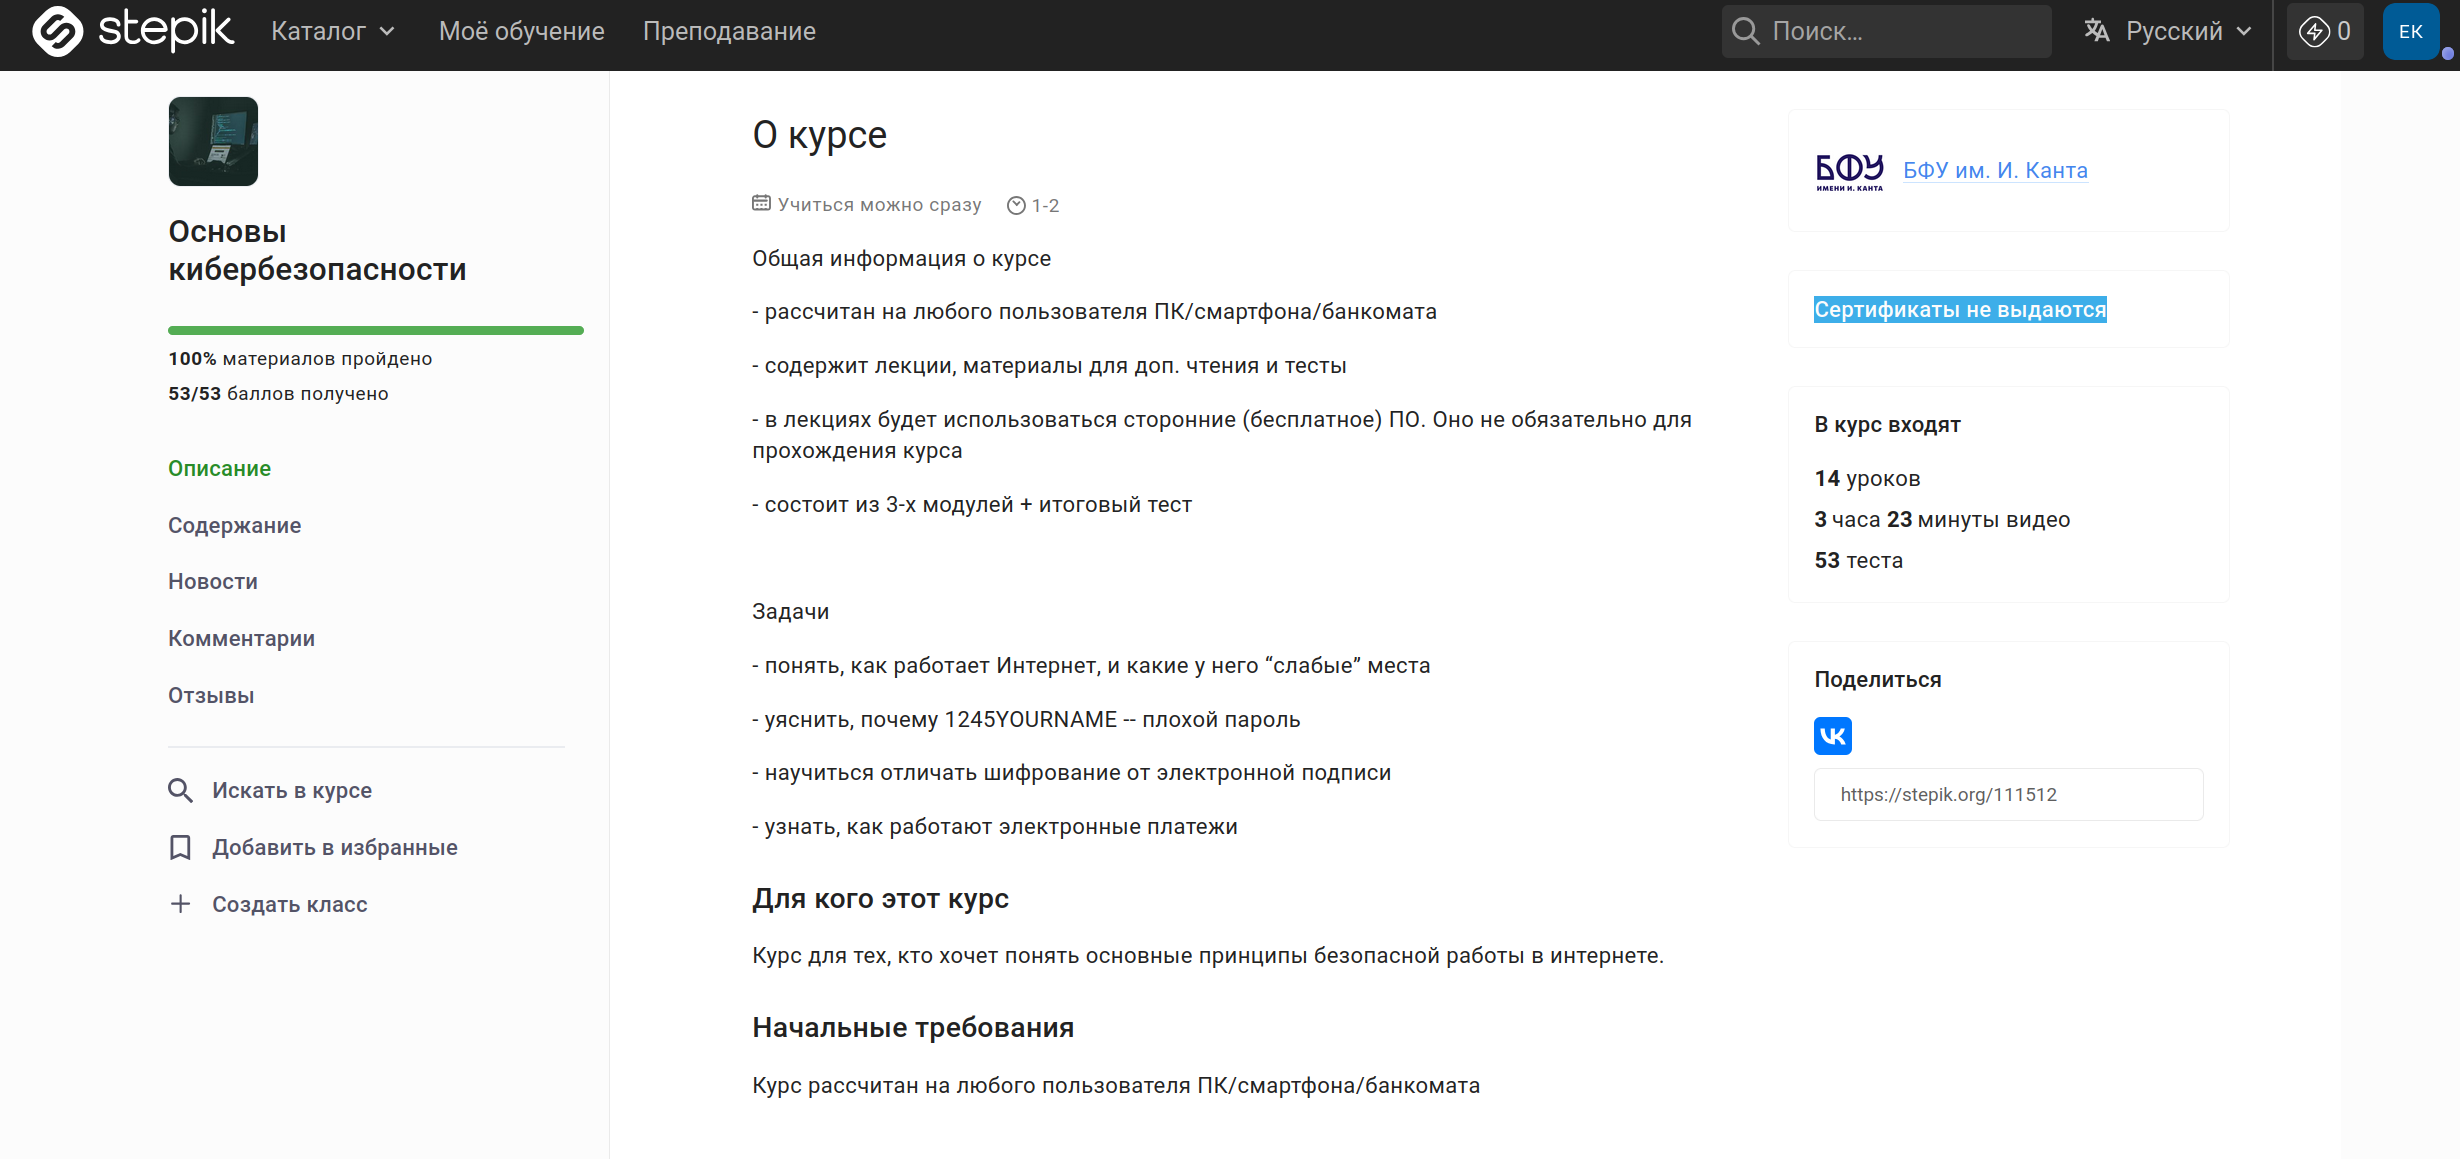 stepik
Каталог
Моё обучение
Преподавание
Поиск...
Русский
0
EK
Основы
кибербезопасности
100% материалов пройдено
53/53 баллов получено
Описание
Содержание
Новости
Комментарии
Отзывы
Искать в курсе
Добавить в избранные
Создать класс
О курсе
Учиться можно сразу
1-2
Общая информация о курсе
- рассчитан на любого пользователя ПК/смартфона/банкомата
- содержит лекции, материалы для доп. чтения и тесты
- в лекциях будет использоваться сторонние (бесплатное) ПО. Оно не обязательно для
прохождения курса
- состоит из 3-х модулей + итоговый тест
Задачи
- понять, как работает Интернет, и какие у него “слабые” места
- уяснить, почему 1245YOURNAME -- плохой пароль
- научиться отличать шифрование от электронной подписи
- узнать, как работают электронные платежи
Для кого этот курс
Курс для тех, кто хочет понять основные принципы безопасной работы в интернете.
Начальные требования
Курс рассчитан на любого пользователя ПК/смартфона/банкомата
БФУ
ИМЕНИ И. КАНТА
БФУ им. И. Канта
Сертификаты не выдаются
В курс входят
14 уроков
3 часа 23 минуты видео
53 теста
Поделиться
https://stepik.org/111512